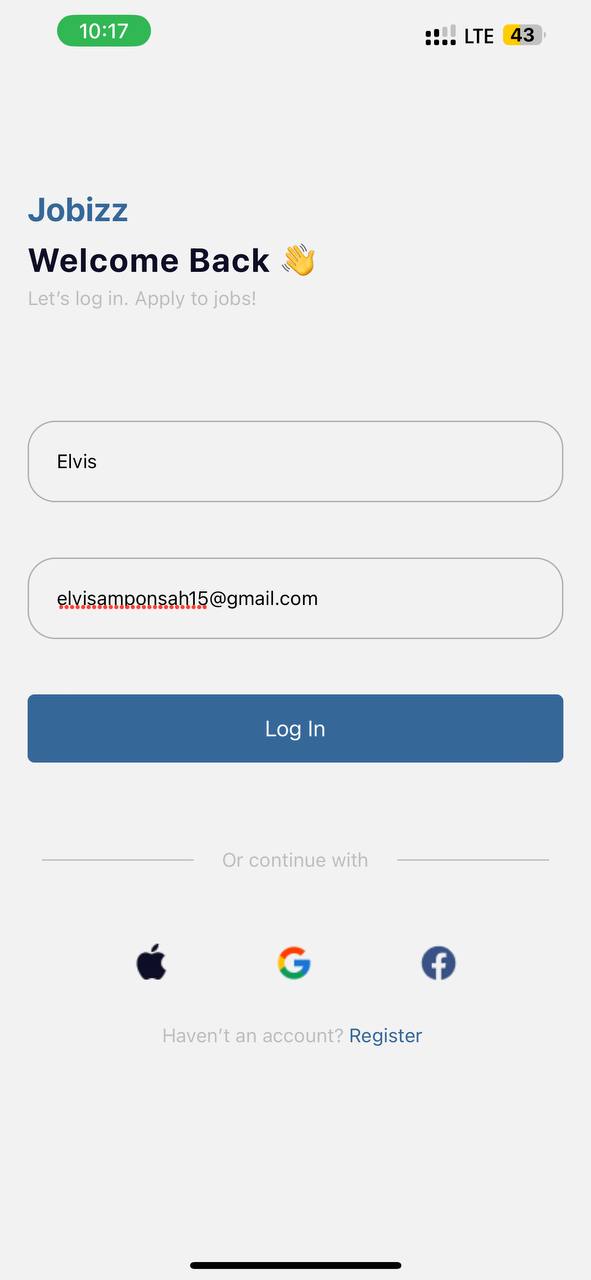 10:17 LTE 43
Jobizz
Welcome Back 👋
Let’s log in. Apply to jobs!
Elvis
elvisamponsah15@gmail.com
Log In
Or continue with
Haven’t an account? Register